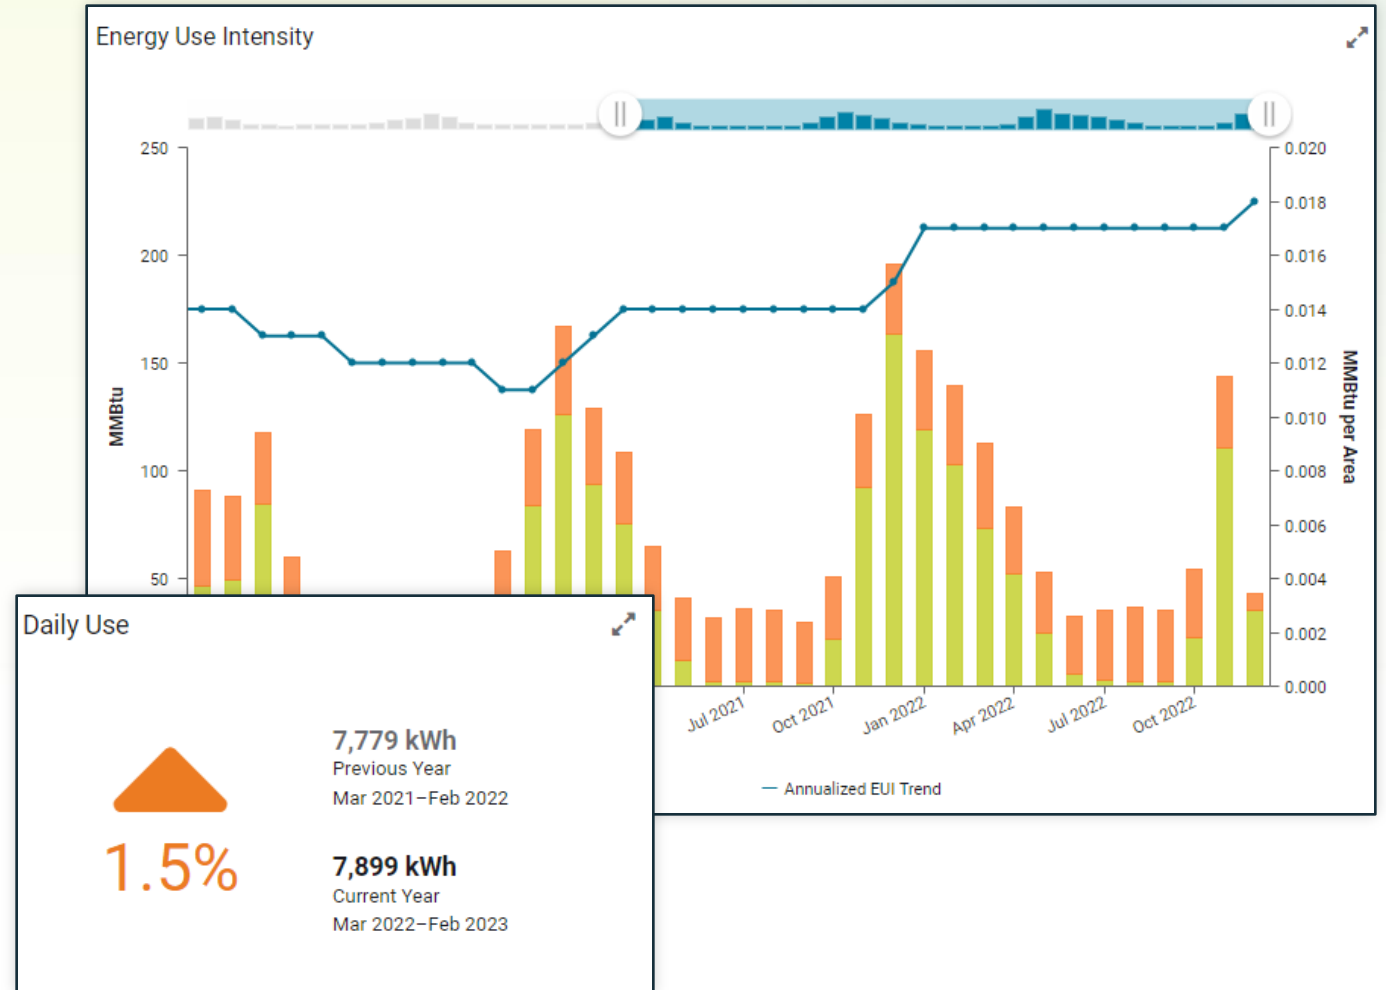 Energy Use Intensity
250
200
150
100
50
MMBtu
0.020
0.018
0.016
0.014
0.012
0.010
0.008
0.006
0.004
0.002
0.000
MMBtu per Area
Jul 2021
Oct 2021
Jan 2022
Apr 2022
Jul 2022
Oct 2022
Annualized EUI Trend
Daily Use
1.5%
7,779 kWh
Previous Year
Mar 2021–Feb 2022
7,899 kWh
Current Year
Mar 2022–Feb 2023